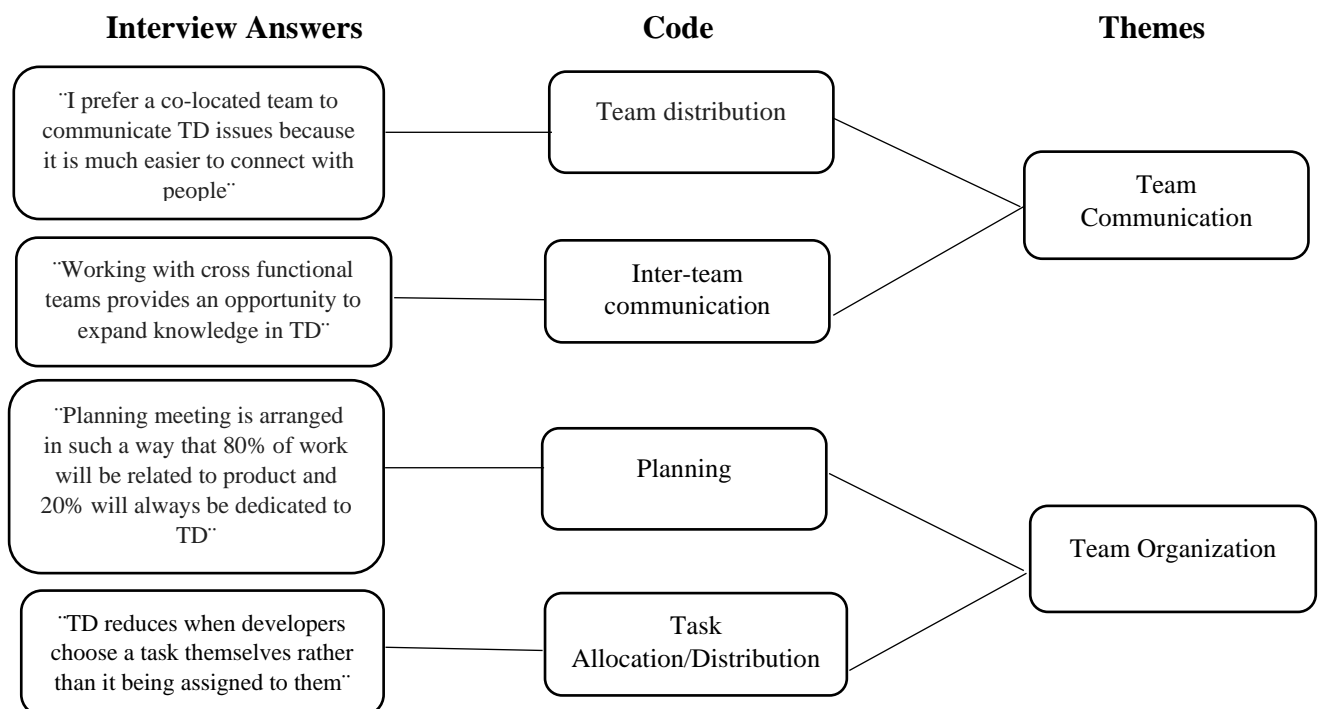 Interview Answers
Code
Themes
¨I prefer a co-located team to
communicate TD issues because
it is much easier to connect with
people¨
Team distribution
Team
Communication
¨Working with cross functional
teams provides an opportunity to
expand knowledge in TD¨
Inter-team
communication
¨Planning meeting is arranged
in such a way that 80% of work
will be related to product and
20% will always be dedicated to
TD¨
Planning
Team Organization
¨TD reduces when developers
choose a task themselves rather
than it being assigned to them¨
Task
Allocation/Distribution